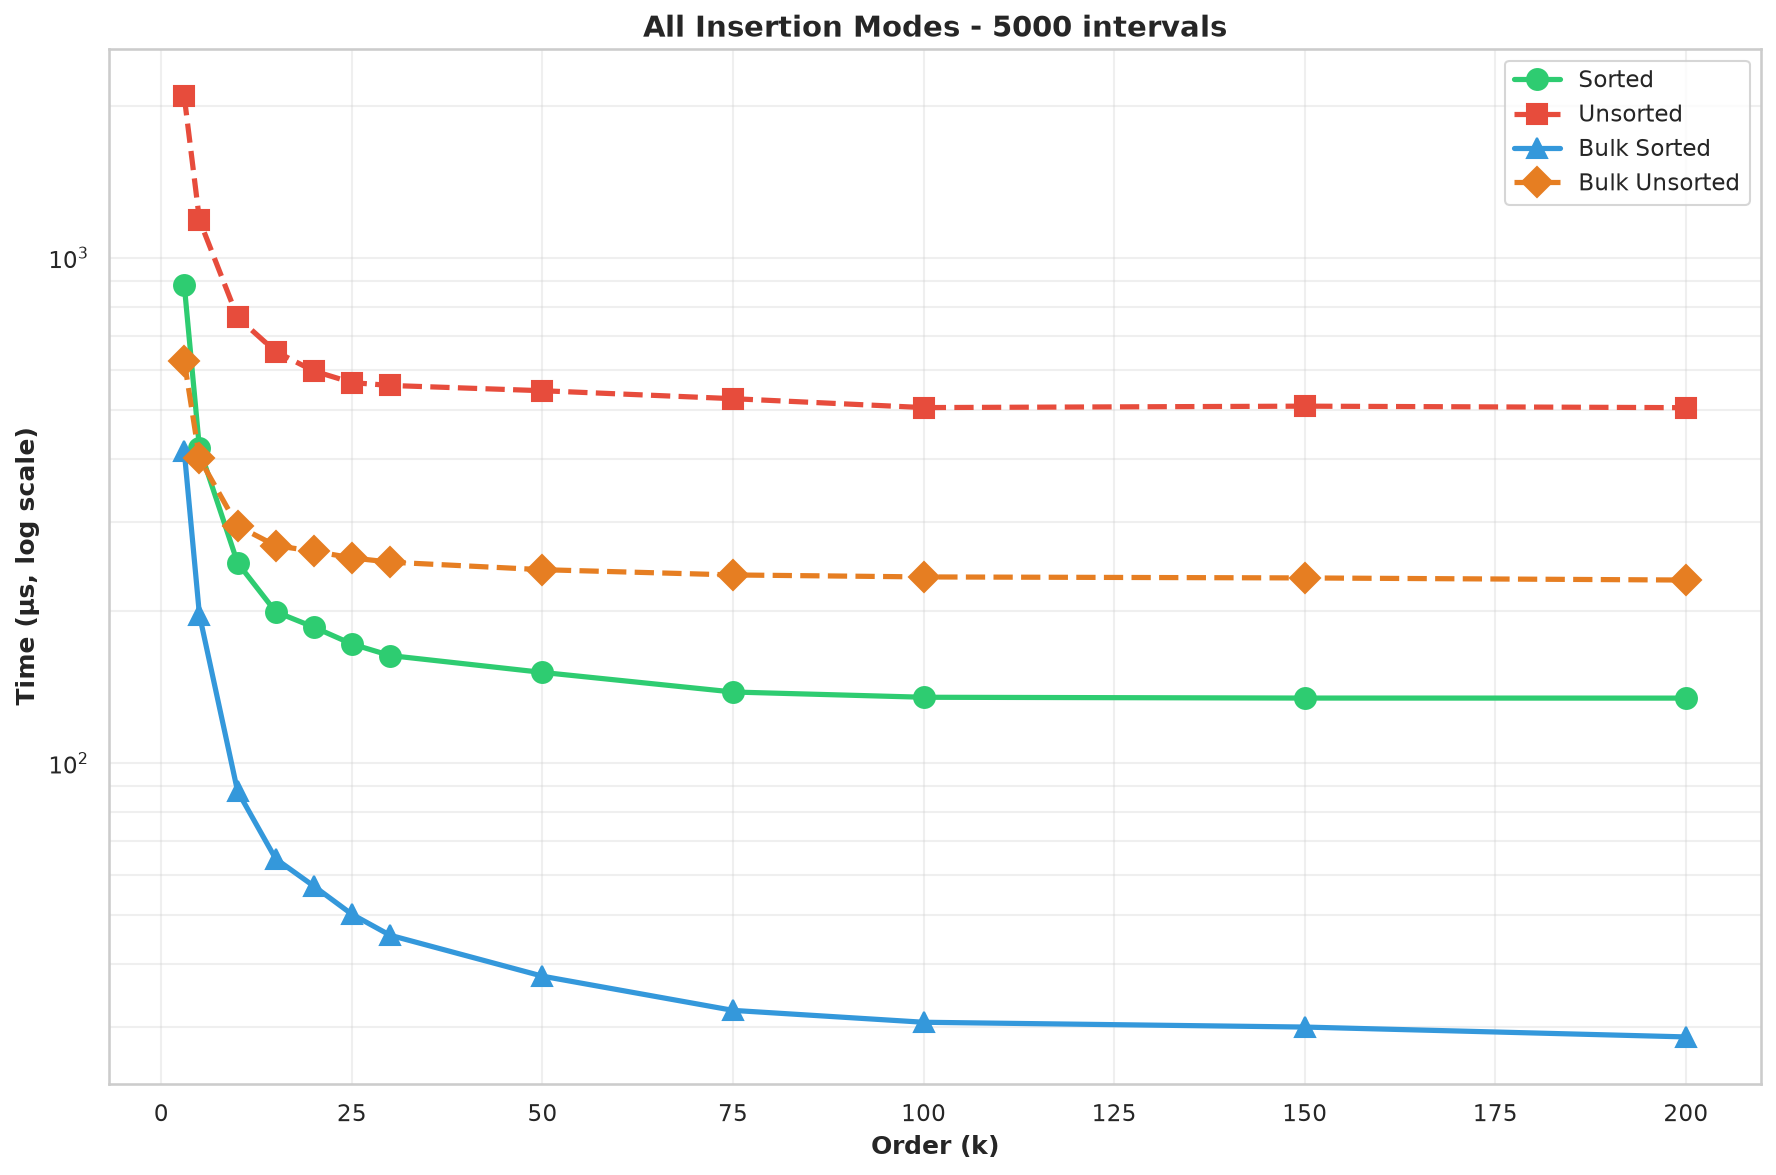 All Insertion Modes - 5000 intervals
Sorted
Unsorted
Bulk Sorted
Bulk Unsorted
Time (µs, log scale)
10³
10²
0 25 50 75 100 125 150 175 200
Order (k)